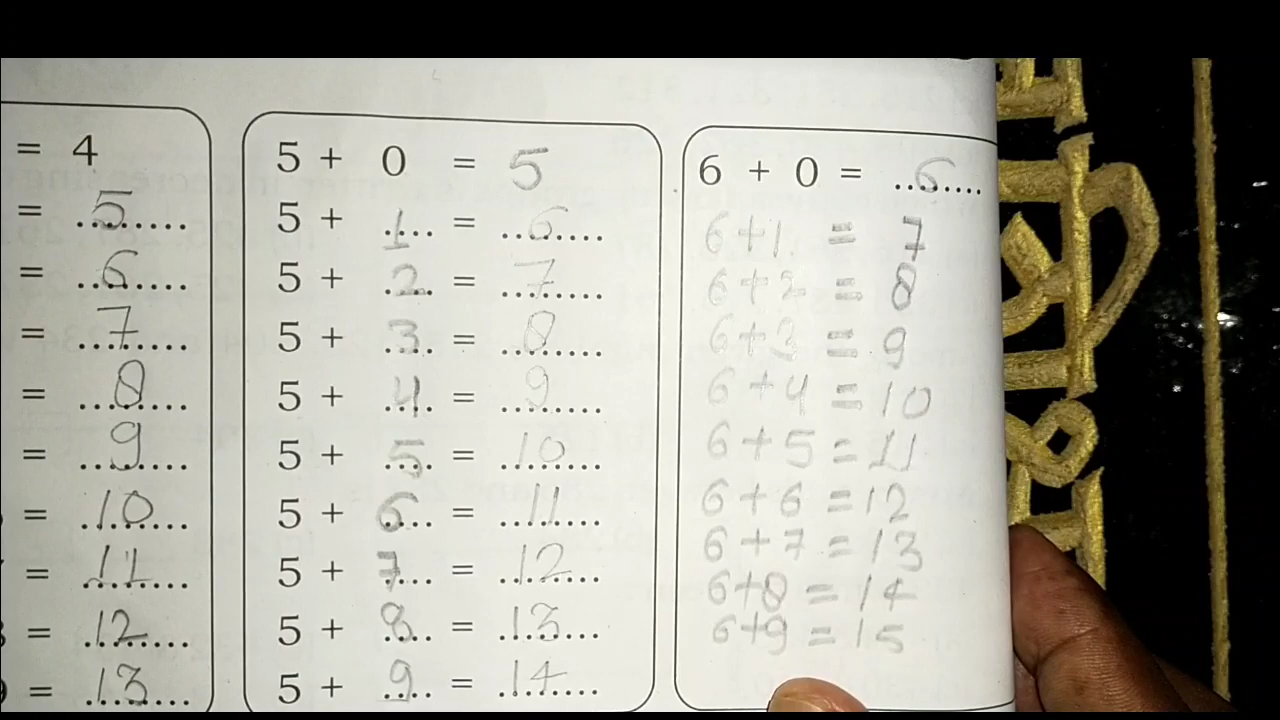 = 4
= 5
= 6
= 7
= 8
= 9
= 10
= 11
= 12
= 13
5 + 0 = 5
5 + 1 = 6
5 + 2 = 7
5 + 3 = 8
5 + 4 = 9
5 + 5 = 10
5 + 6 = 11
5 + 7 = 12
5 + 8 = 13
5 + 9 = 14
6 + 0 = 6
6+1 = 7
6+2 = 8
6+3 = 9
6+4 = 10
6+5 = 11
6+6 = 12
6+7 = 13
6+8 = 14
6+9 = 15